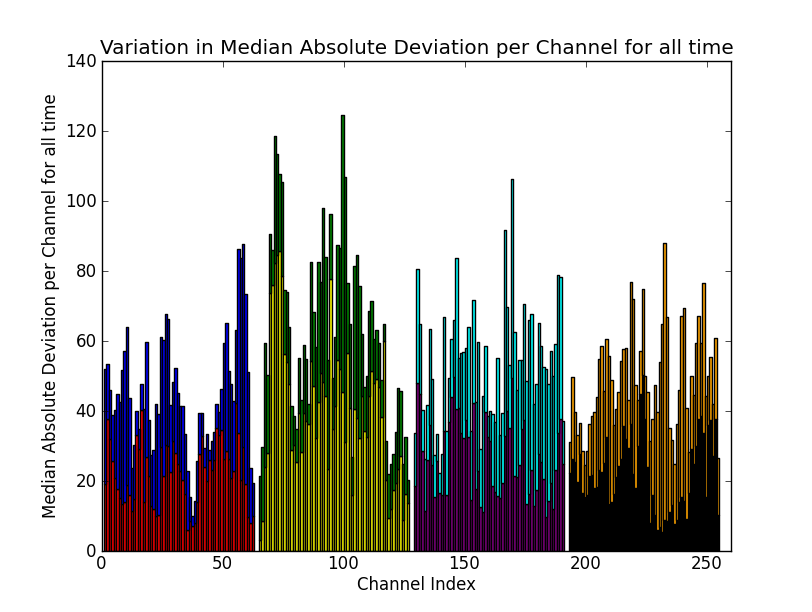 Variation in Median Absolute Deviation per Channel for all time
Median Absolute Deviation per Channel for all time
140
120
100
80
60
40
20
0
0 50 100 150 200 250
Channel Index